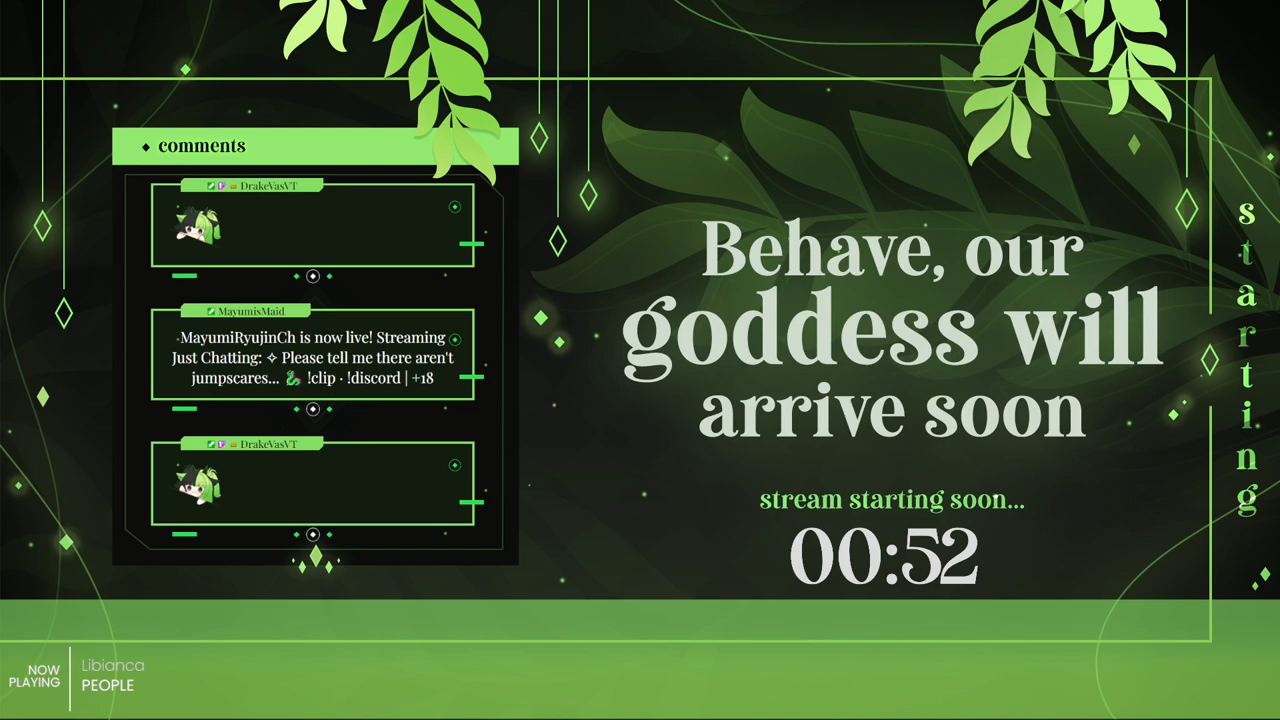 comments
DrakeVasVT
MayumisMaid
MayumiRyujinCh is now live! Streaming
Just Chatting: ✧ Please tell me there aren't
jumpscares... 🐉 !clip · !discord | +18
DrakeVasVT
Behave, our
goddess will
arrive soon
stream starting soon...
00:52
starting
NOW
PLAYING
Libianca
PEOPLE